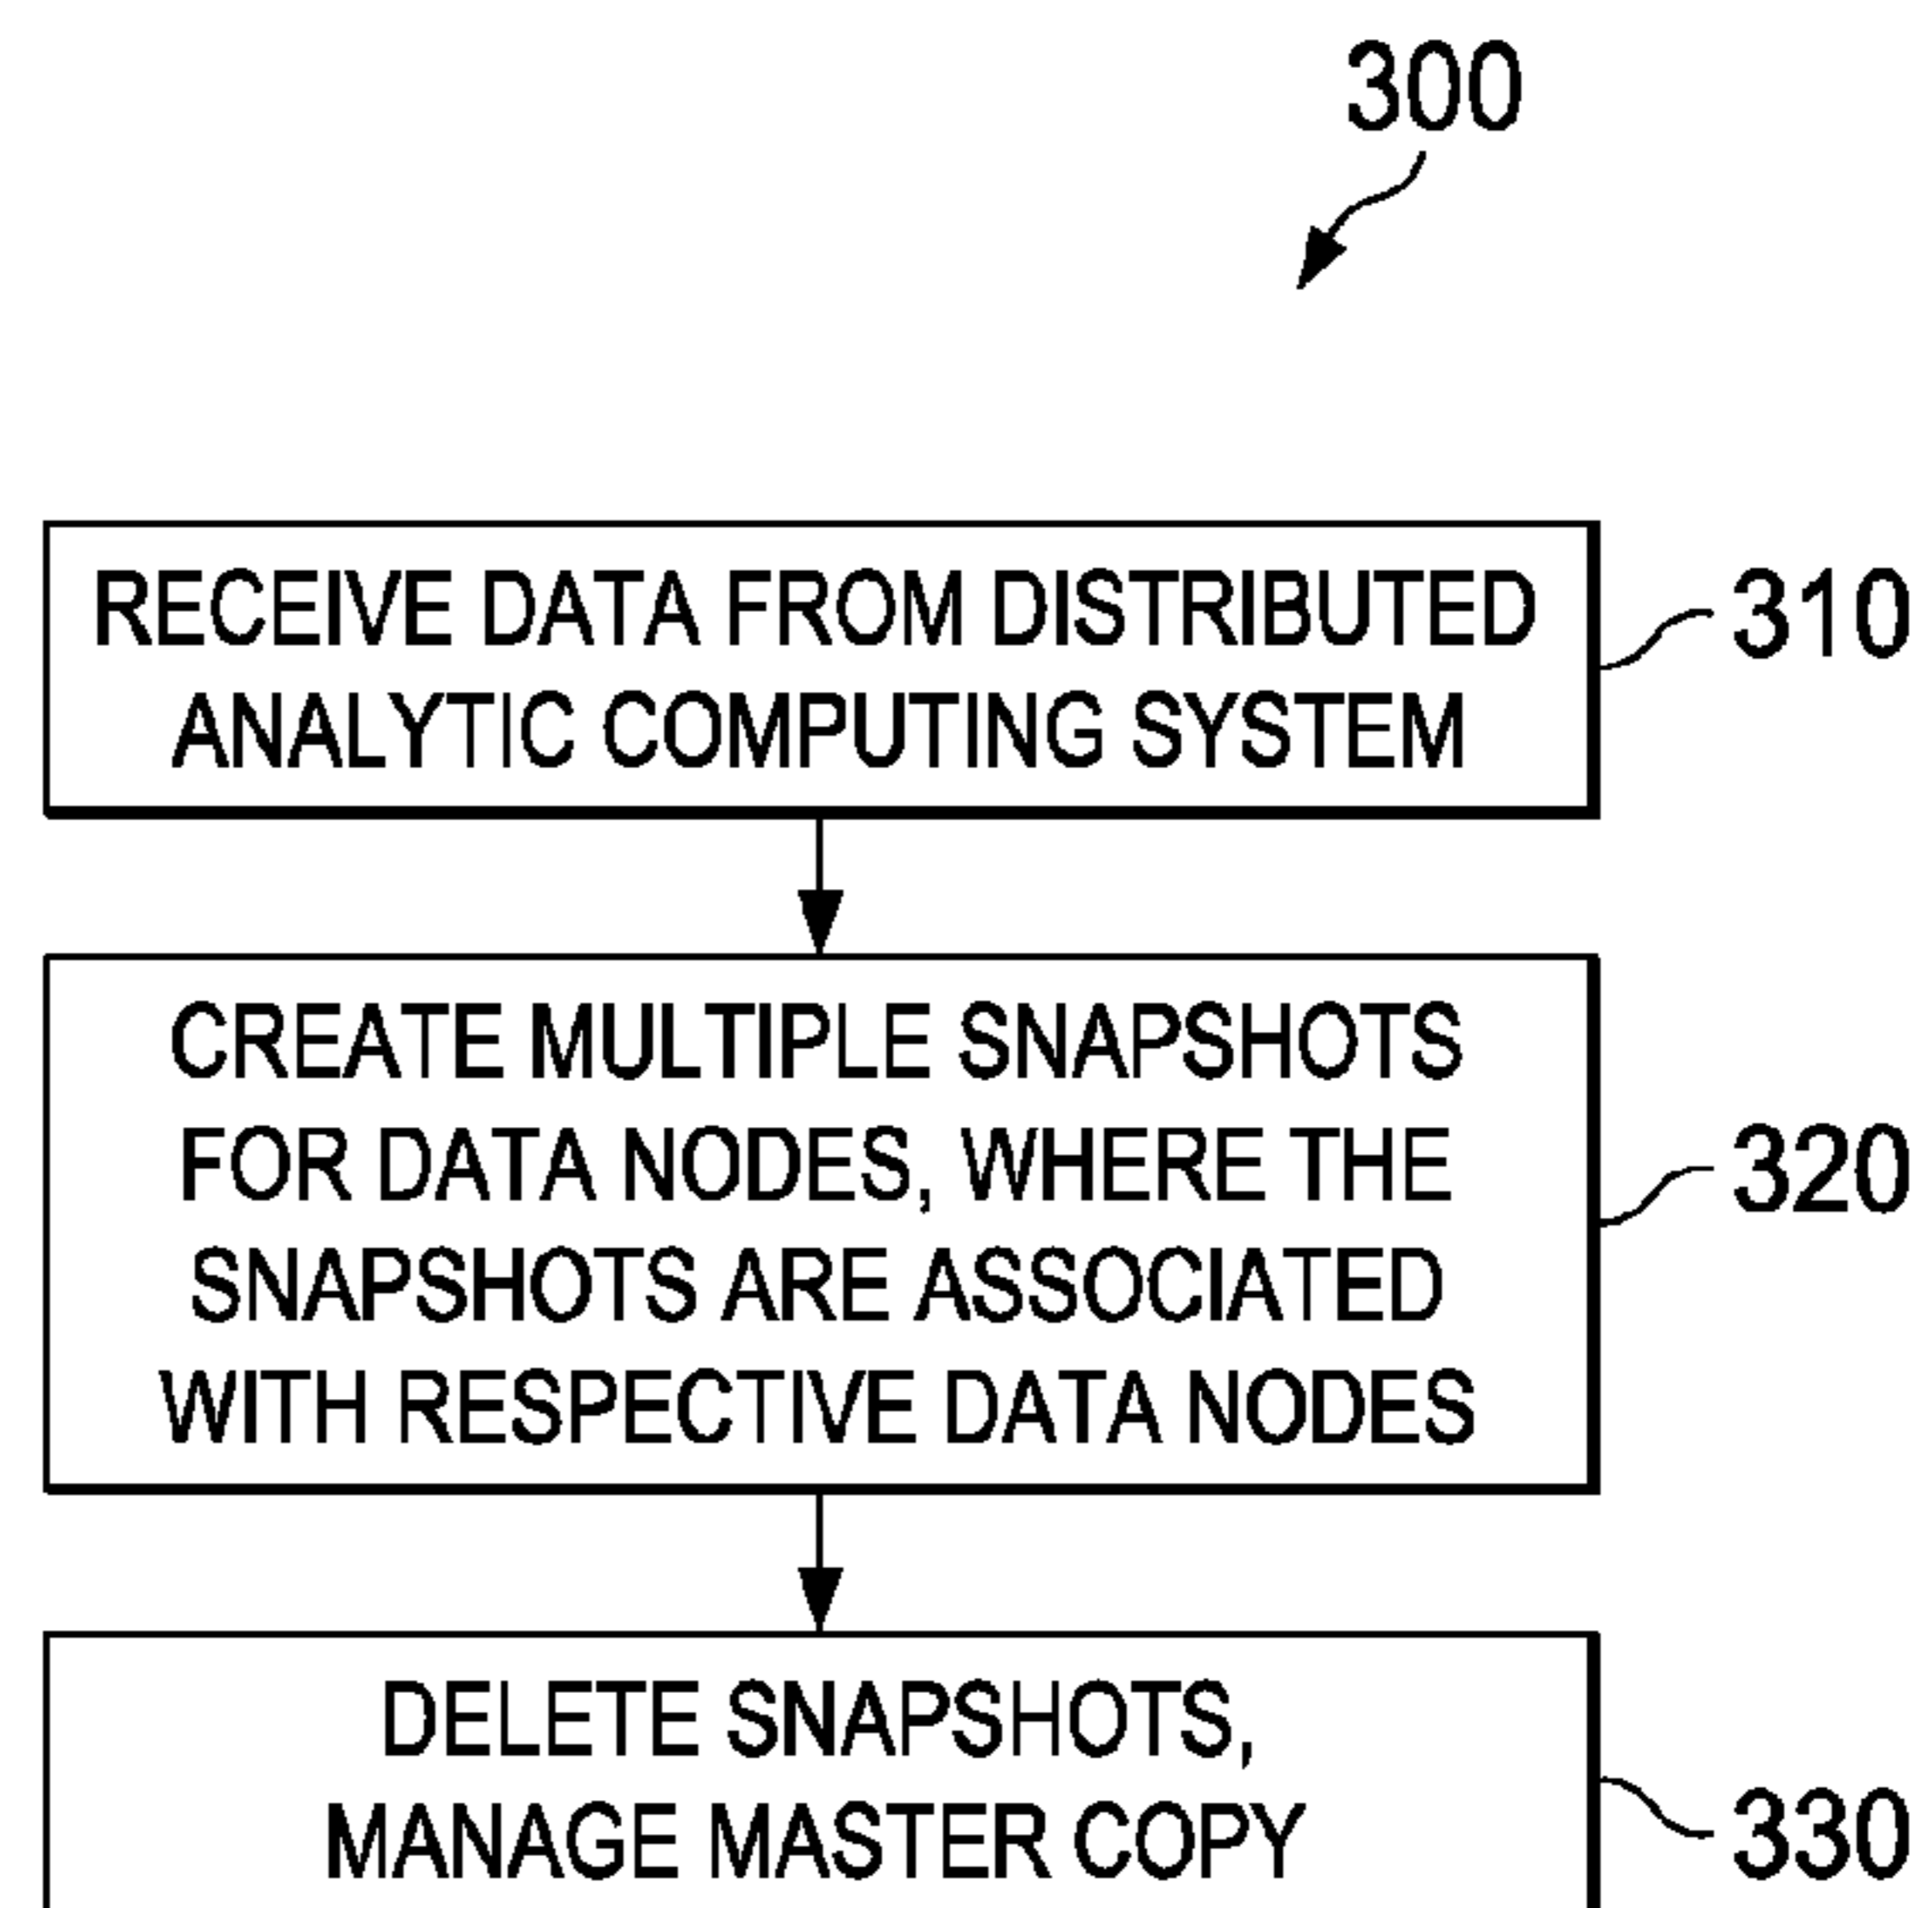 300
RECEIVE DATA FROM DISTRIBUTED
ANALYTIC COMPUTING SYSTEM
310
CREATE MULTIPLE SNAPSHOTS
FOR DATA NODES, WHERE THE
SNAPSHOTS ARE ASSOCIATED
WITH RESPECTIVE DATA NODES
320
DELETE SNAPSHOTS,
MANAGE MASTER COPY
330